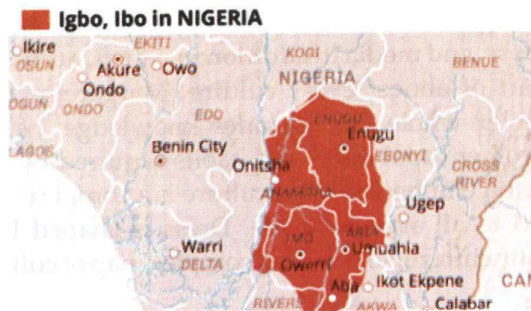 Igbo, Ibo in NIGERIA
EKITI
KOGI
BENUE
Ikire
OSUN
Akure
Owo
Ondo
ONDO
NIGERIA
OGUN
EDO
ENUGU
Enugu
LAGOS
Benin City
EBONYI
Onitsha
CROSS
RIVER
ANAMBRA
Ugep
IMO
Warri
DELTA
Owerri
Umuahia
Aba
Ikot Ekpene
CAM
RIVERS
AKWA
Calabar